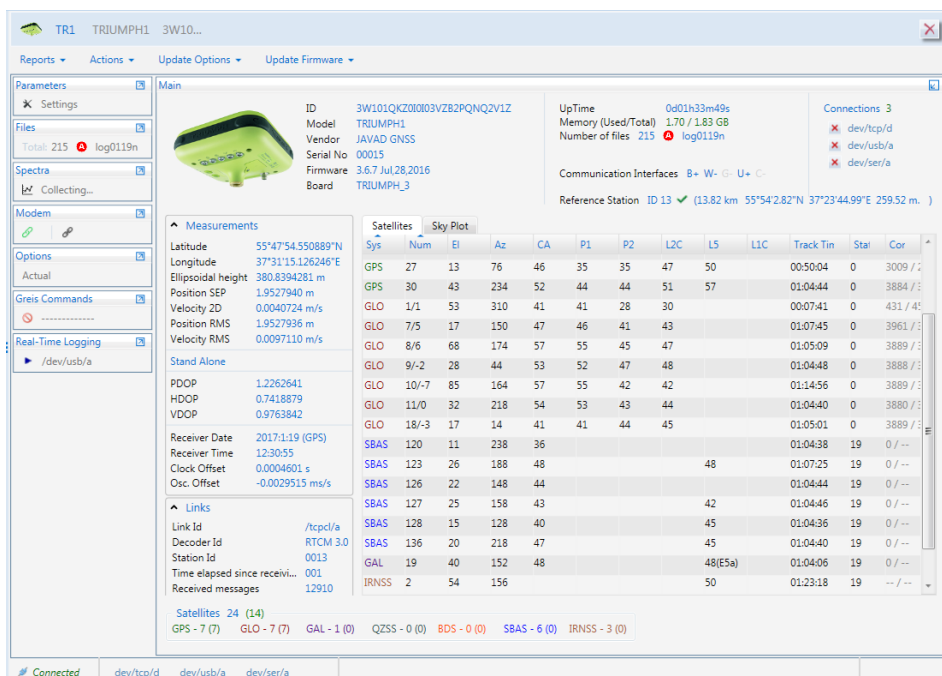 TR1 TRIUMPH1 3W10...
Reports Actions Update Options Update Firmware
Parameters
Settings
Files
Total: 215 A log0119n
Spectra
Collecting...
Modem
Options
Actual
Greis Commands
-------------
Real-Time Logging
/dev/usb/a
Main
ID 3W101QKZ0I0I03VZB2PQNQ2V1Z
Model TRIUMPH1
Vendor JAVAD GNSS
Serial No 00015
Firmware 3.6.7 Jul,28,2016
Board TRIUMPH_3
UpTime 0d01h33m49s
Memory (Used/Total) 1.70 / 1.83 GB
Number of files 215 A log0119n
Communication Interfaces B+ W- G- U+ C-
Reference Station ID 13 (13.82 km 55°54'2.82"N 37°23'44.99"E 259.52 m. )
Connections 3
dev/tcp/d
dev/usb/a
dev/ser/a
Measurements
Latitude 55°47'54.550889"N
Longitude 37°31'15.126246"E
Ellipsoidal height 380.8394281 m
Position SEP 1.9527940 m
Velocity 2D 0.0040724 m/s
Position RMS 1.9527936 m
Velocity RMS 0.0097110 m/s
Stand Alone
PDOP 1.2262641
HDOP 0.7418879
VDOP 0.9763842
Receiver Date 2017:1:19 (GPS)
Receiver Time 12:30:55
Clock Offset 0.0004601 s
Osc. Offset -0.0029515 ms/s
Links
Link Id /tcpcl/a
Decoder Id RTCM 3.0
Station Id 0013
Time elapsed since receivi... 001
Received messages 12910
Satellites Sky Plot
Sys Num El Az CA P1 P2 L2C L5 L1C Track Tim Stat Cor
GPS 27 13 76 46 35 35 47 50 00:50:04 0 3009 / 2
GPS 30 43 234 52 44 44 51 57 01:04:44 0 3884 / 3
GLO 1/1 53 310 41 41 28 30 00:07:41 0 431 / 45
GLO 7/5 17 150 47 46 41 43 01:07:45 0 3961 / 3
GLO 8/6 68 174 57 55 45 47 01:05:09 0 3889 / 3
GLO 9/-2 28 44 53 52 47 48 01:04:48 0 3888 / 3
GLO 10/-7 85 164 57 55 42 42 01:14:56 0 3889 / 3
GLO 11/0 32 218 54 53 43 44 01:04:40 0 3880 / 3
GLO 18/-3 17 14 41 41 44 45 01:05:01 0 3889 / 3
SBAS 120 11 238 36 01:04:38 19 0 / --
SBAS 123 26 188 48 48 01:07:25 19 0 / --
SBAS 126 22 148 44 01:04:44 19 0 / --
SBAS 127 25 158 43 42 01:04:46 19 0 / --
SBAS 128 15 128 40 45 01:04:36 19 0 / --
SBAS 136 20 218 47 45 01:04:40 19 0 / --
GAL 19 40 152 48 48(E5a) 01:04:06 19 0 / --
IRNSS 2 54 156 50 01:23:18 19 -- / --
Satellites 24 (14)
GPS - 7 (7) GLO - 7 (7) GAL - 1 (0) QZSS - 0 (0) BDS - 0 (0) SBAS - 6 (0) IRNSS - 3 (0)
Connected dev/tcp/d dev/usb/a dev/ser/a